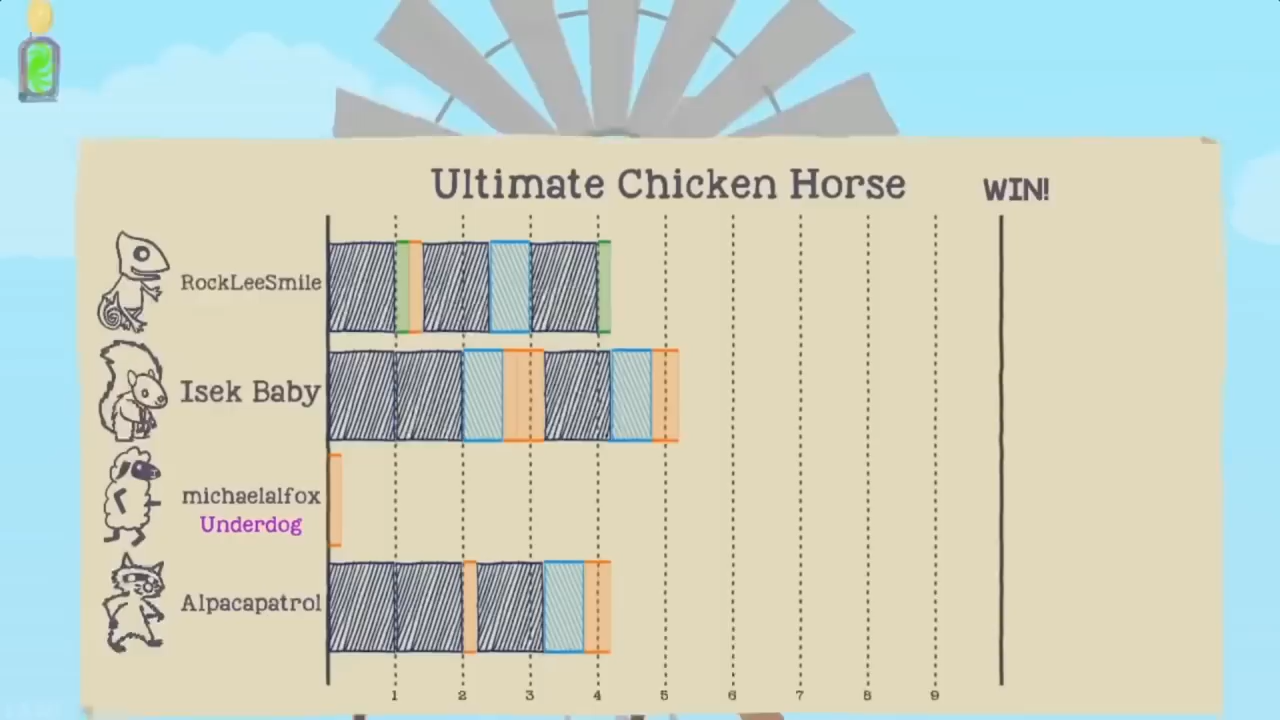 Ultimate Chicken Horse
WIN!
RockLeeSmile
Isek Baby
michaelalfox
Underdog
Alpacapatrol
1 2 3 4 5 6 7 8 9